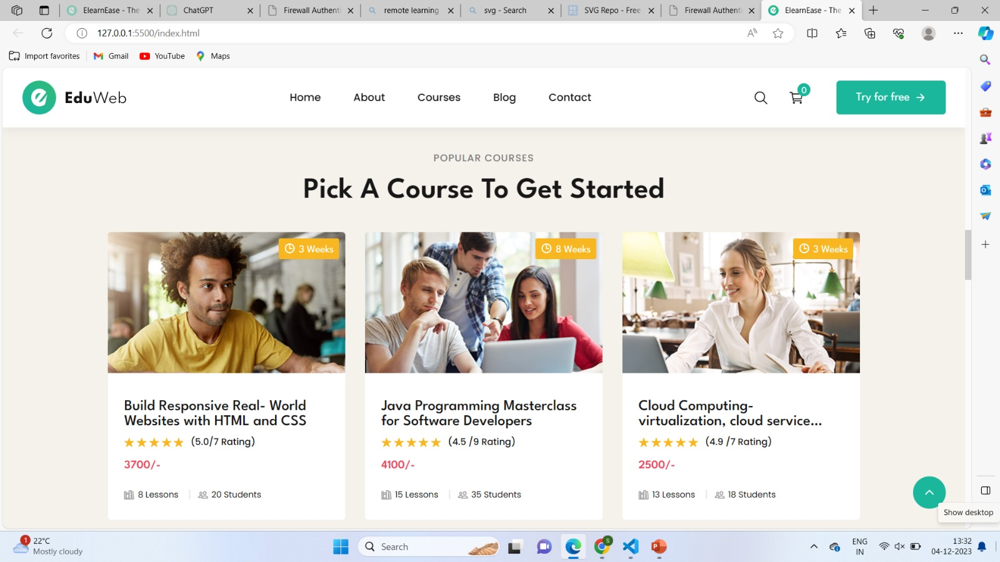 ElearnEase - The
ChatGPT
Firewall Authenti
remote learning
svg - Search
SVG Repo - Free
Firewall Authenti
ElearnEase - The
127.0.0.1:5500/index.html
Import favorites
Gmail
YouTube
Maps
EduWeb
Home
About
Courses
Blog
Contact
0
Try for free
POPULAR COURSES
Pick A Course To Get Started
3 Weeks
8 Weeks
3 Weeks
Build Responsive Real- World
Websites with HTML and CSS
(5.0/7 Rating)
3700/-
8 Lessons
20 Students
Java Programming Masterclass
for Software Developers
(4.5 /9 Rating)
4100/-
15 Lessons
35 Students
Cloud Computing-
virtualization, cloud service...
(4.9 /7 Rating)
2500/-
13 Lessons
18 Students
Show desktop
1
22°C
Mostly cloudy
Search
S
ENG
IN
13:32
04-12-2023